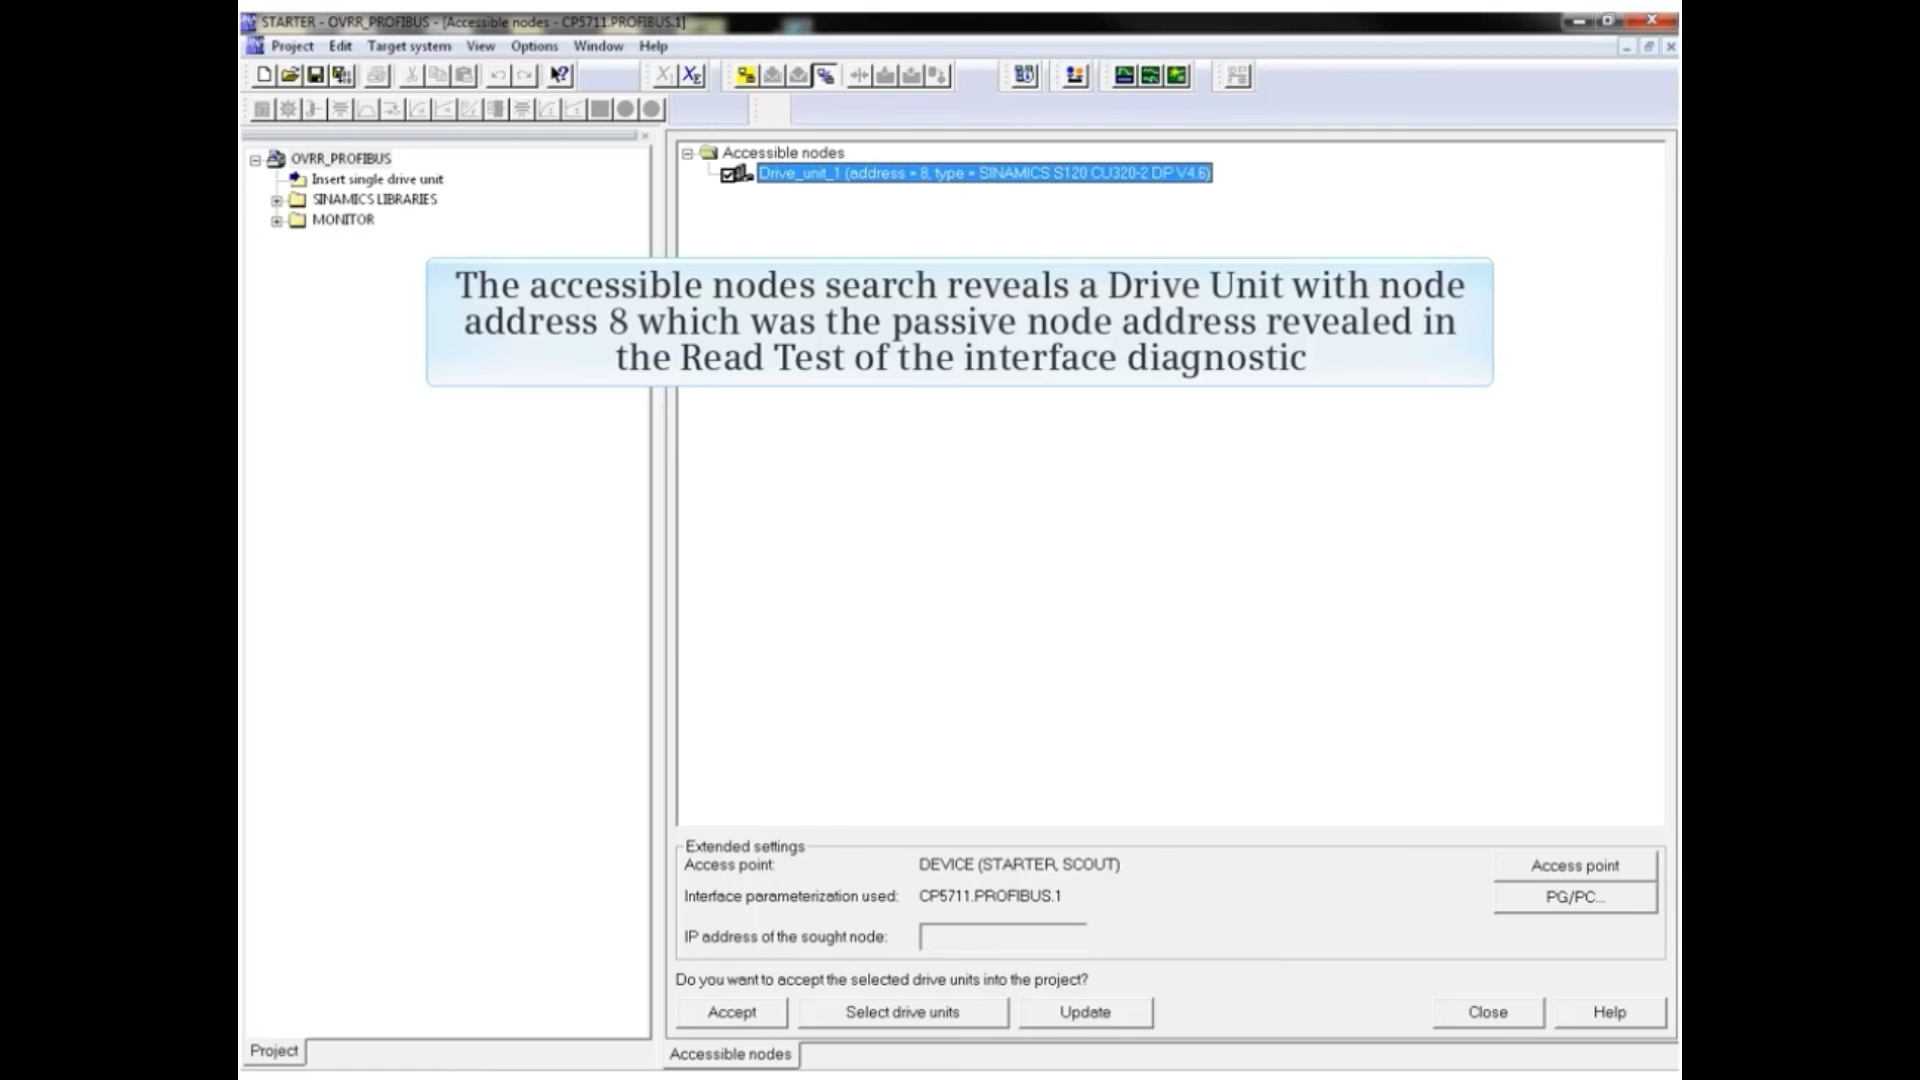 STARTER - OVRR_PROFIBUS - [Accessible nodes - CP5711.PROFIBUS.1]
Project Edit Target system View Options Window Help
OVRR_PROFIBUS
Insert single drive unit
SINAMICS LIBRARIES
MONITOR
Accessible nodes
Drive_unit_1 (address = 8, type = SINAMICS S120 CU320-2 DP V4.6)
The accessible nodes search reveals a Drive Unit with node
address 8 which was the passive node address revealed in
the Read Test of the interface diagnostic
Extended settings
Access point: DEVICE (STARTER, SCOUT) Access point
Interface parameterization used: CP5711.PROFIBUS.1 PG/PC...
IP address of the sought node:
Do you want to accept the selected drive units into the project?
Accept Select drive units Update Close Help
Project
Accessible nodes